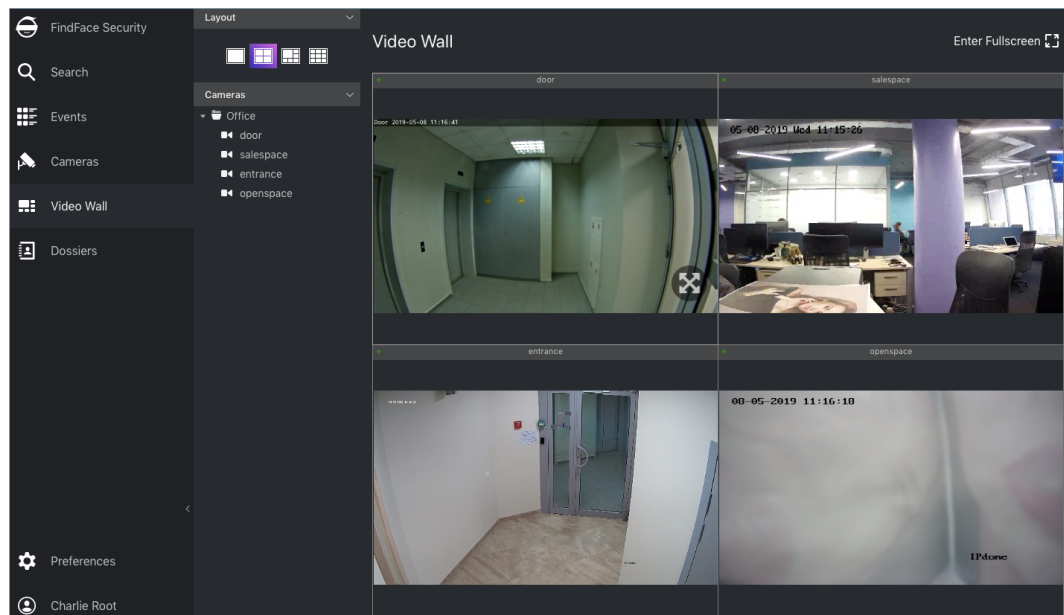 FindFace Security
Search
Events
Cameras
Video Wall
Dossiers
Preferences
Charlie Root
Layout
Cameras
Office
door
salespace
entrance
openspace
Video Wall
Enter Fullscreen
door
Door 2019-05-08 11:16:41
salespace
05-08-2019 Wed 11:15:26
entrance
openspace
08-05-2019 11:16:18
IPdome